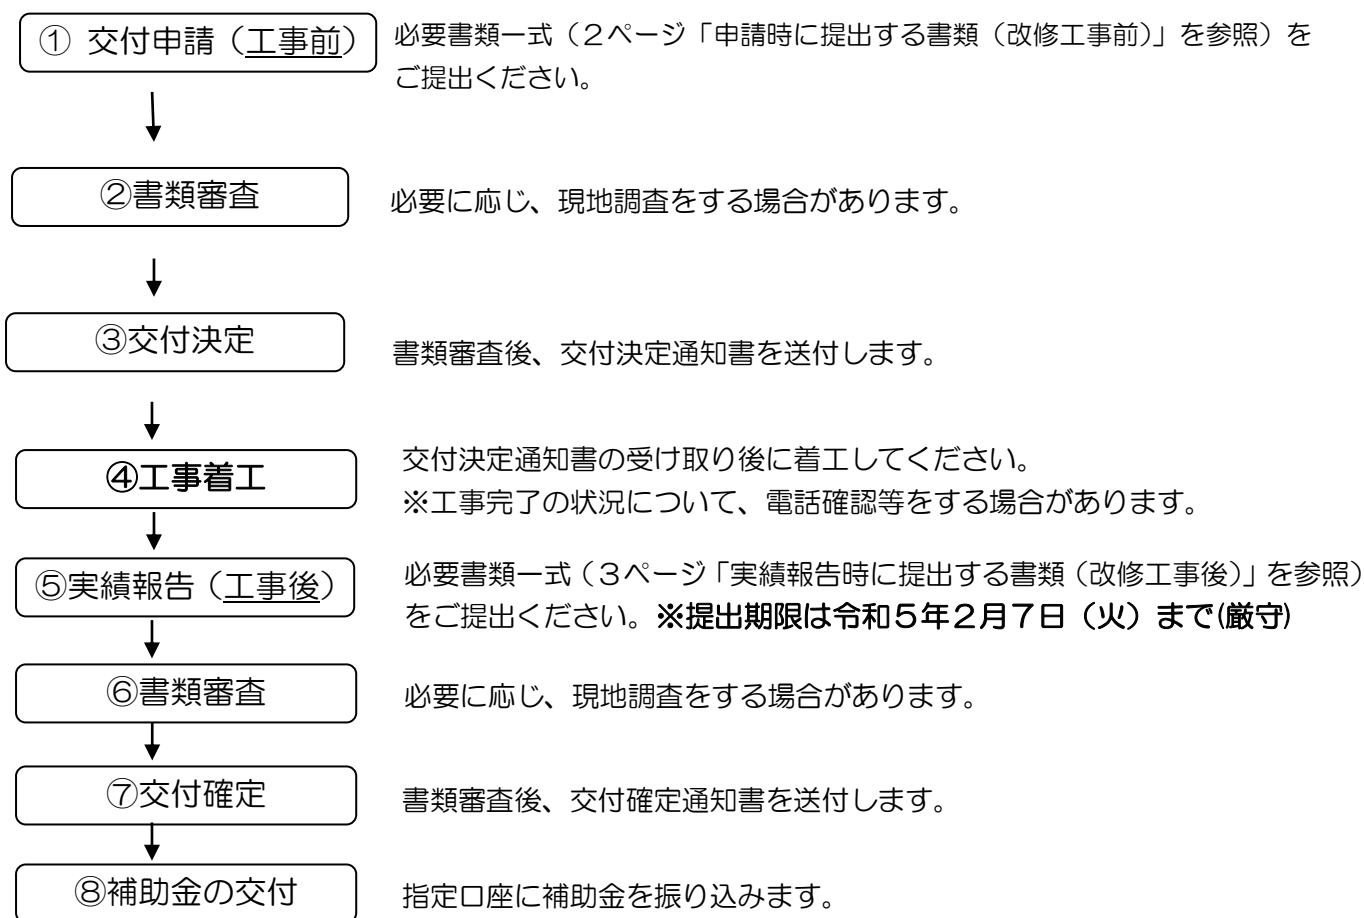 ① 交付申請（工事前）
必要書類一式（２ページ「申請時に提出する書類（改修工事前）」を参照）を
ご提出ください。
②書類審査
必要に応じ、現地調査をする場合があります。
③交付決定
書類審査後、交付決定通知書を送付します。
④工事着工
交付決定通知書の受け取り後に着工してください。
※工事完了の状況について、電話確認等をする場合があります。
⑤実績報告（工事後）
必要書類一式（３ページ「実績報告時に提出する書類（改修工事後）」を参照）
をご提出ください。※提出期限は令和５年２月７日（火）まで(厳守)
⑥書類審査
必要に応じ、現地調査をする場合があります。
⑦交付確定
書類審査後、交付確定通知書を送付します。
⑧補助金の交付
指定口座に補助金を振り込みます。